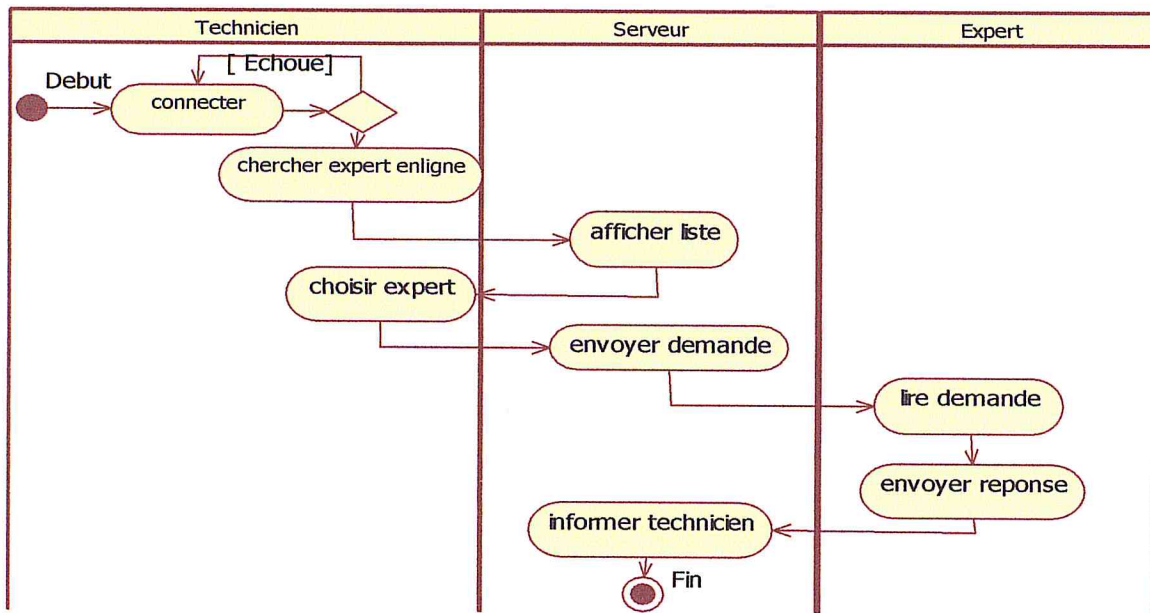 Technicien
Serveur
Expert
[ Echoue]
Debut
connecter
chercher expert enligne
afficher liste
choisir expert
envoyer demande
lire demande
envoyer reponse
informer technicien
Fin